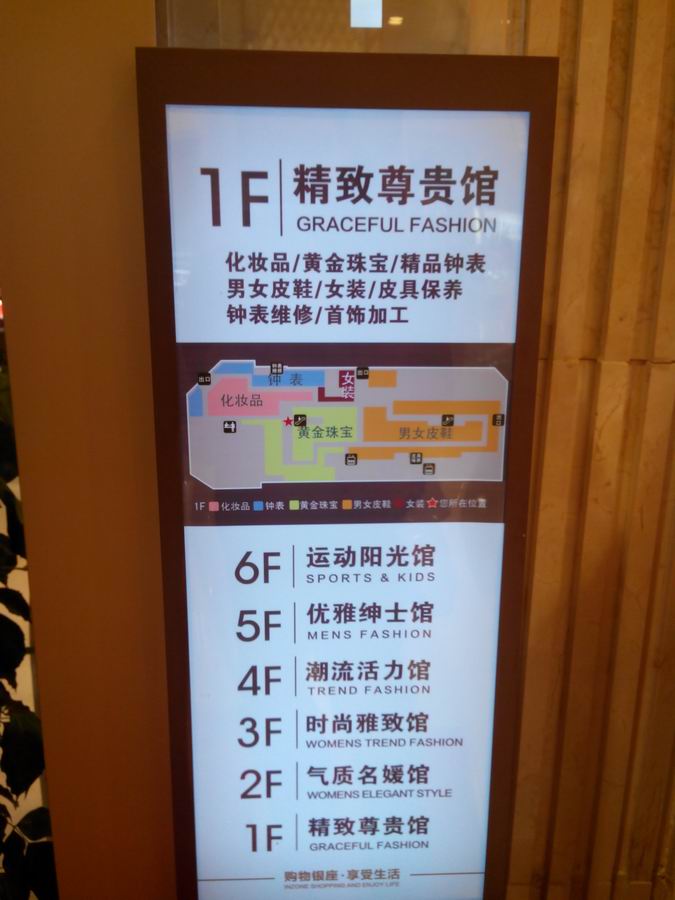 1F 精致尊贵馆
GRACEFUL FASHION
化妆品/黄金珠宝/精品钟表
男女皮鞋/女装/皮具保养
钟表维修/首饰加工
出口
钟表
女装
出口
化妆品
黄金珠宝
男女皮鞋
1F 化妆品 钟表 黄金珠宝 男女皮鞋 女装 您所在位置
6F 运动阳光馆
SPORTS & KIDS
5F 优雅绅士馆
MENS FASHION
4F 潮流活力馆
TREND FASHION
3F 时尚雅致馆
WOMENS TREND FASHION
2F 气质名媛馆
WOMENS ELEGANT STYLE
1F 精致尊贵馆
GRACEFUL FASHION
购物银座·享受生活
INZONE SHOPPING AND ENJOY LIFE